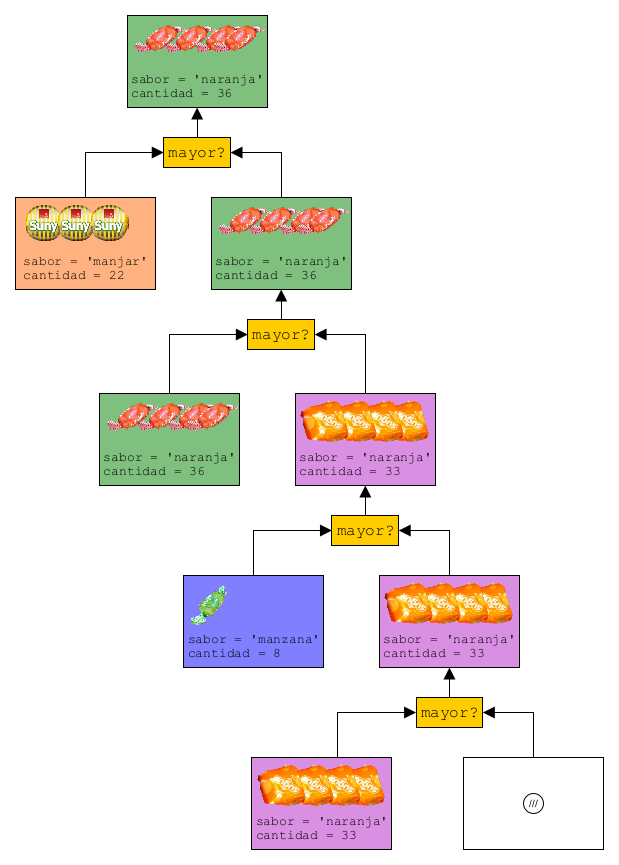 sabor = 'naranja'
cantidad = 36
mayor?
Suny Suny Suny
sabor = 'manjar'
cantidad = 22
sabor = 'naranja'
cantidad = 36
mayor?
sabor = 'naranja'
cantidad = 36
sabor = 'naranja'
cantidad = 33
mayor?
sabor = 'manzana'
cantidad = 8
sabor = 'naranja'
cantidad = 33
mayor?
sabor = 'naranja'
cantidad = 33
///